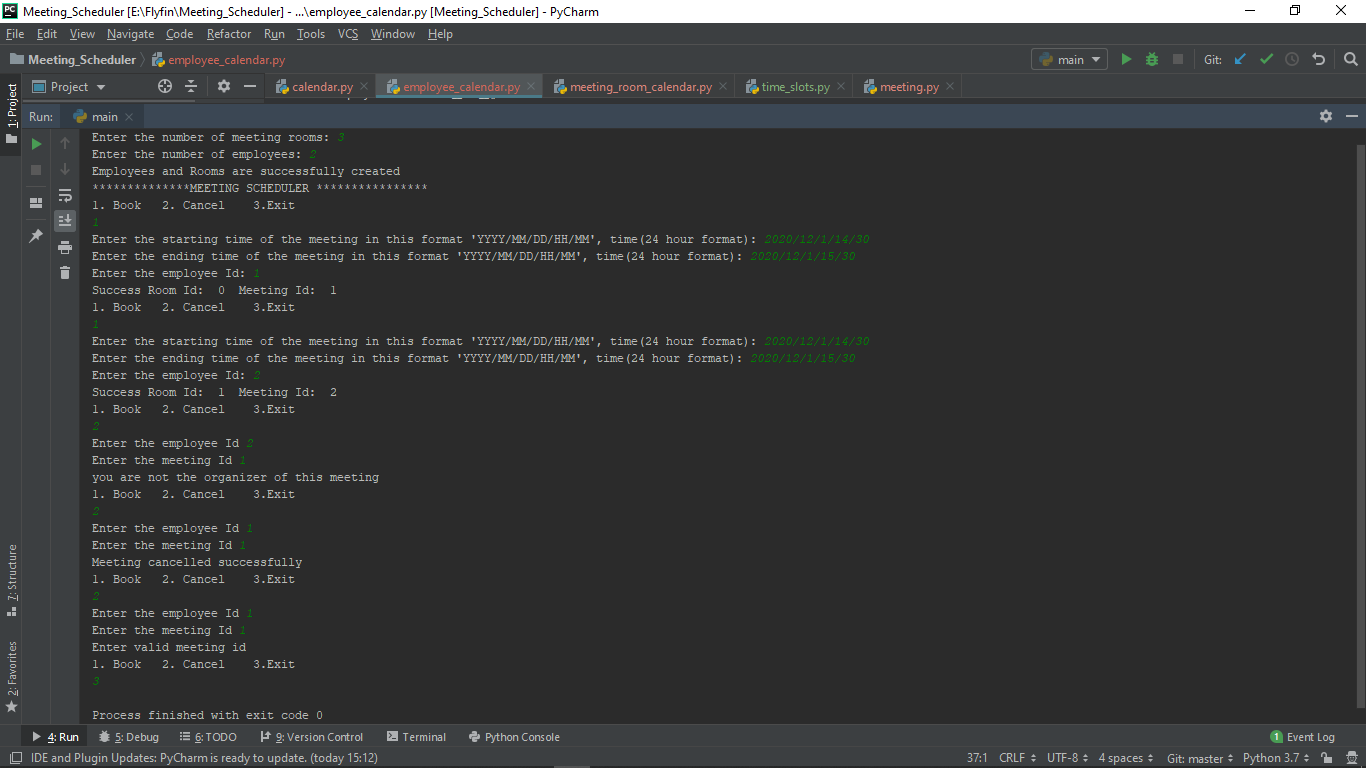 Meeting_Scheduler [E:\Flyfin\Meeting_Scheduler] - ...\employee_calendar.py [Meeting_Scheduler] - PyCharm
File Edit View Navigate Code Refactor Run Tools VCS Window Help
Meeting_Scheduler employee_calendar.py main Git:
Project calendar.py employee_calendar.py meeting_room_calendar.py time_slots.py meeting.py
1: Project
Run: main
Enter the number of meeting rooms: 3
Enter the number of employees: 2
Employees and Rooms are successfully created
**************MEETING SCHEDULER ****************
1. Book   2. Cancel    3.Exit
1
Enter the starting time of the meeting in this format 'YYYY/MM/DD/HH/MM', time(24 hour format): 2020/12/1/14/30
Enter the ending time of the meeting in this format 'YYYY/MM/DD/HH/MM', time(24 hour format): 2020/12/1/15/30
Enter the employee Id: 1
Success Room Id:  0  Meeting Id:  1
1. Book   2. Cancel    3.Exit
1
Enter the starting time of the meeting in this format 'YYYY/MM/DD/HH/MM', time(24 hour format): 2020/12/1/14/30
Enter the ending time of the meeting in this format 'YYYY/MM/DD/HH/MM', time(24 hour format): 2020/12/1/15/30
Enter the employee Id: 2
Success Room Id:  1  Meeting Id:  2
1. Book   2. Cancel    3.Exit
2
Enter the employee Id 2
Enter the meeting Id 1
you are not the organizer of this meeting
1. Book   2. Cancel    3.Exit
2
Enter the employee Id 1
Enter the meeting Id 1
Meeting cancelled successfully
1. Book   2. Cancel    3.Exit
2
Enter the employee Id 1
Enter the meeting Id 1
Enter valid meeting id
1. Book   2. Cancel    3.Exit
3
Process finished with exit code 0
7: Structure
2: Favorites
4: Run 5: Debug 6: TODO 9: Version Control Terminal Python Console 1 Event Log
IDE and Plugin Updates: PyCharm is ready to update. (today 15:12) 37:1 CRLF UTF-8 4 spaces Git: master Python 3.7